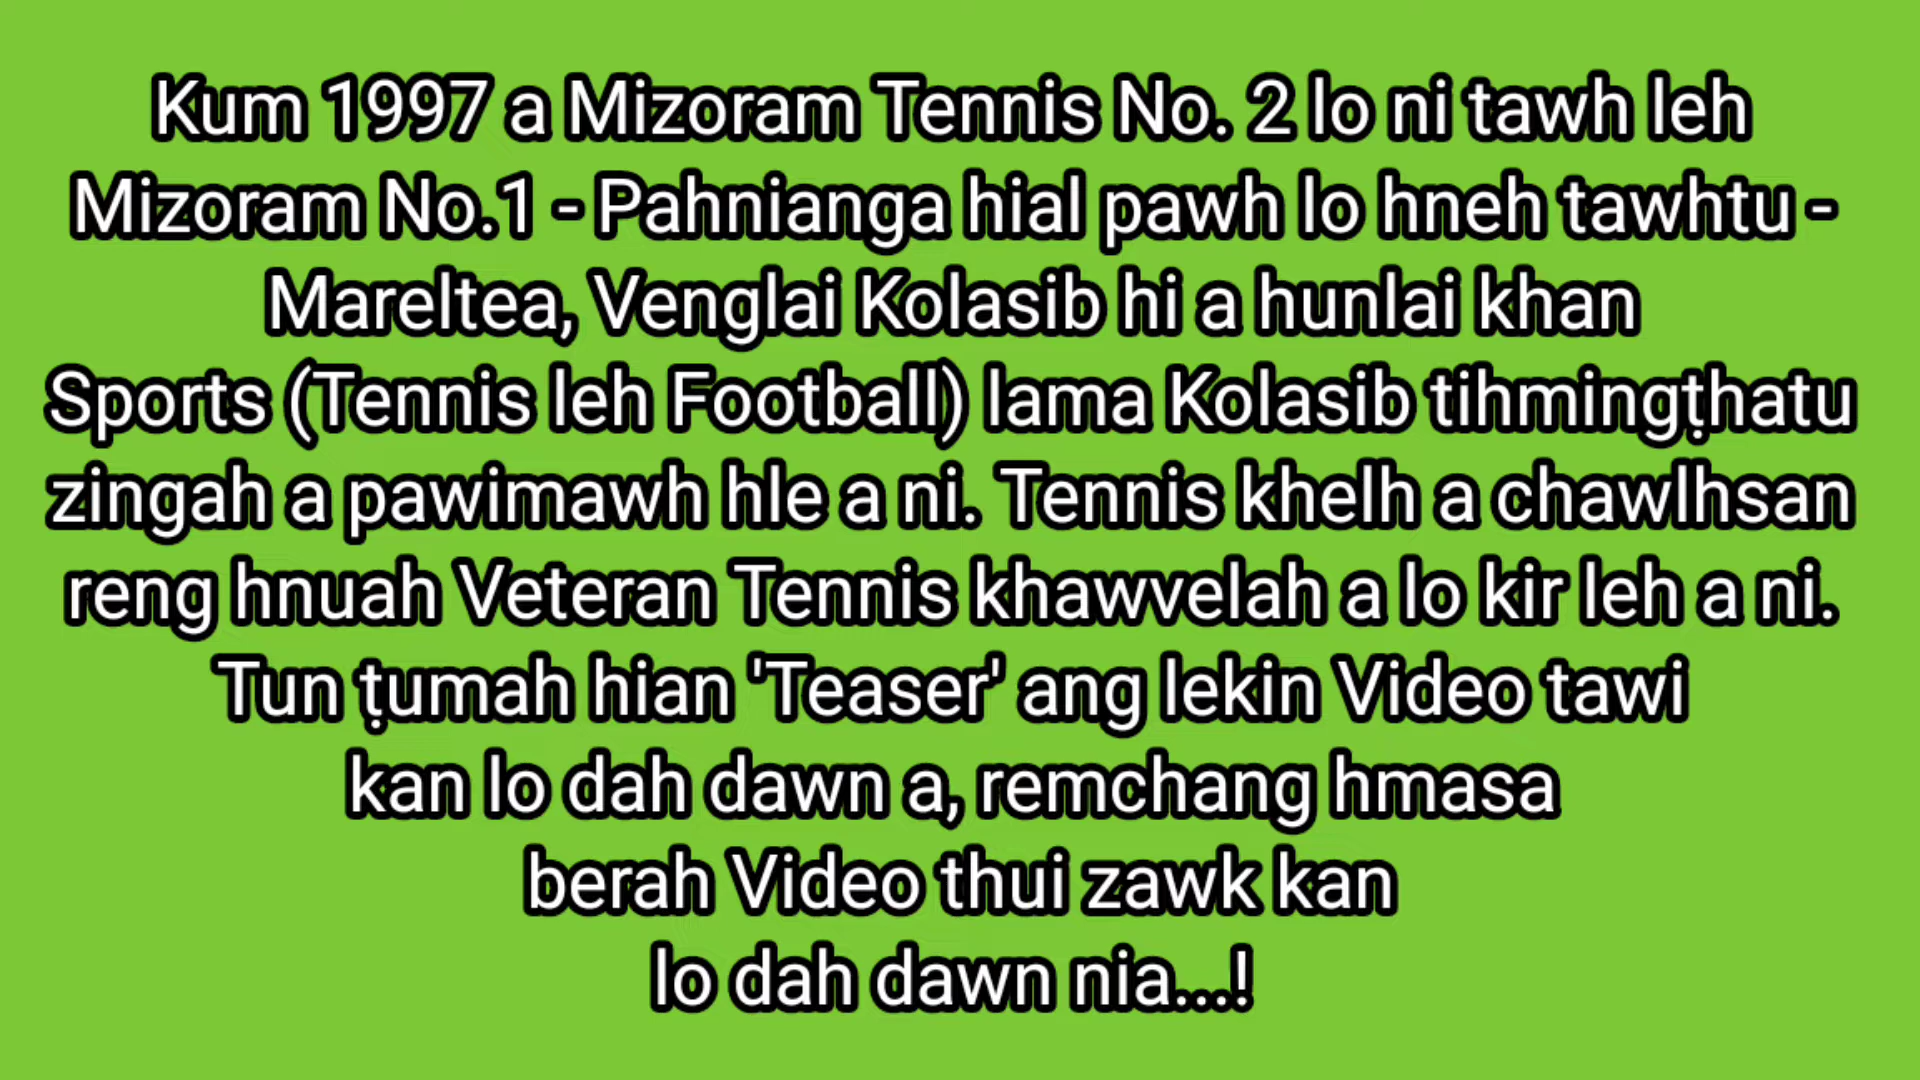 Kum 1997 a Mizoram Tennis No. 2 lo ni tawh leh
Mizoram No.1 - Pahnianga hial pawh lo hneh tawhtu -
Mareltea, Venglai Kolasib hi a hunlai khan
Sports (Tennis leh Football) lama Kolasib tihmingṭhatu
zingah a pawimawh hle a ni. Tennis khelh a chawlhsan
reng hnuah Veteran Tennis khawvelah a lo kir leh a ni.
Tun ṭumah hian 'Teaser' ang lekin Video tawi
kan lo dah dawn a, remchang hmasa
berah Video thui zawk kan
lo dah dawn nia...!